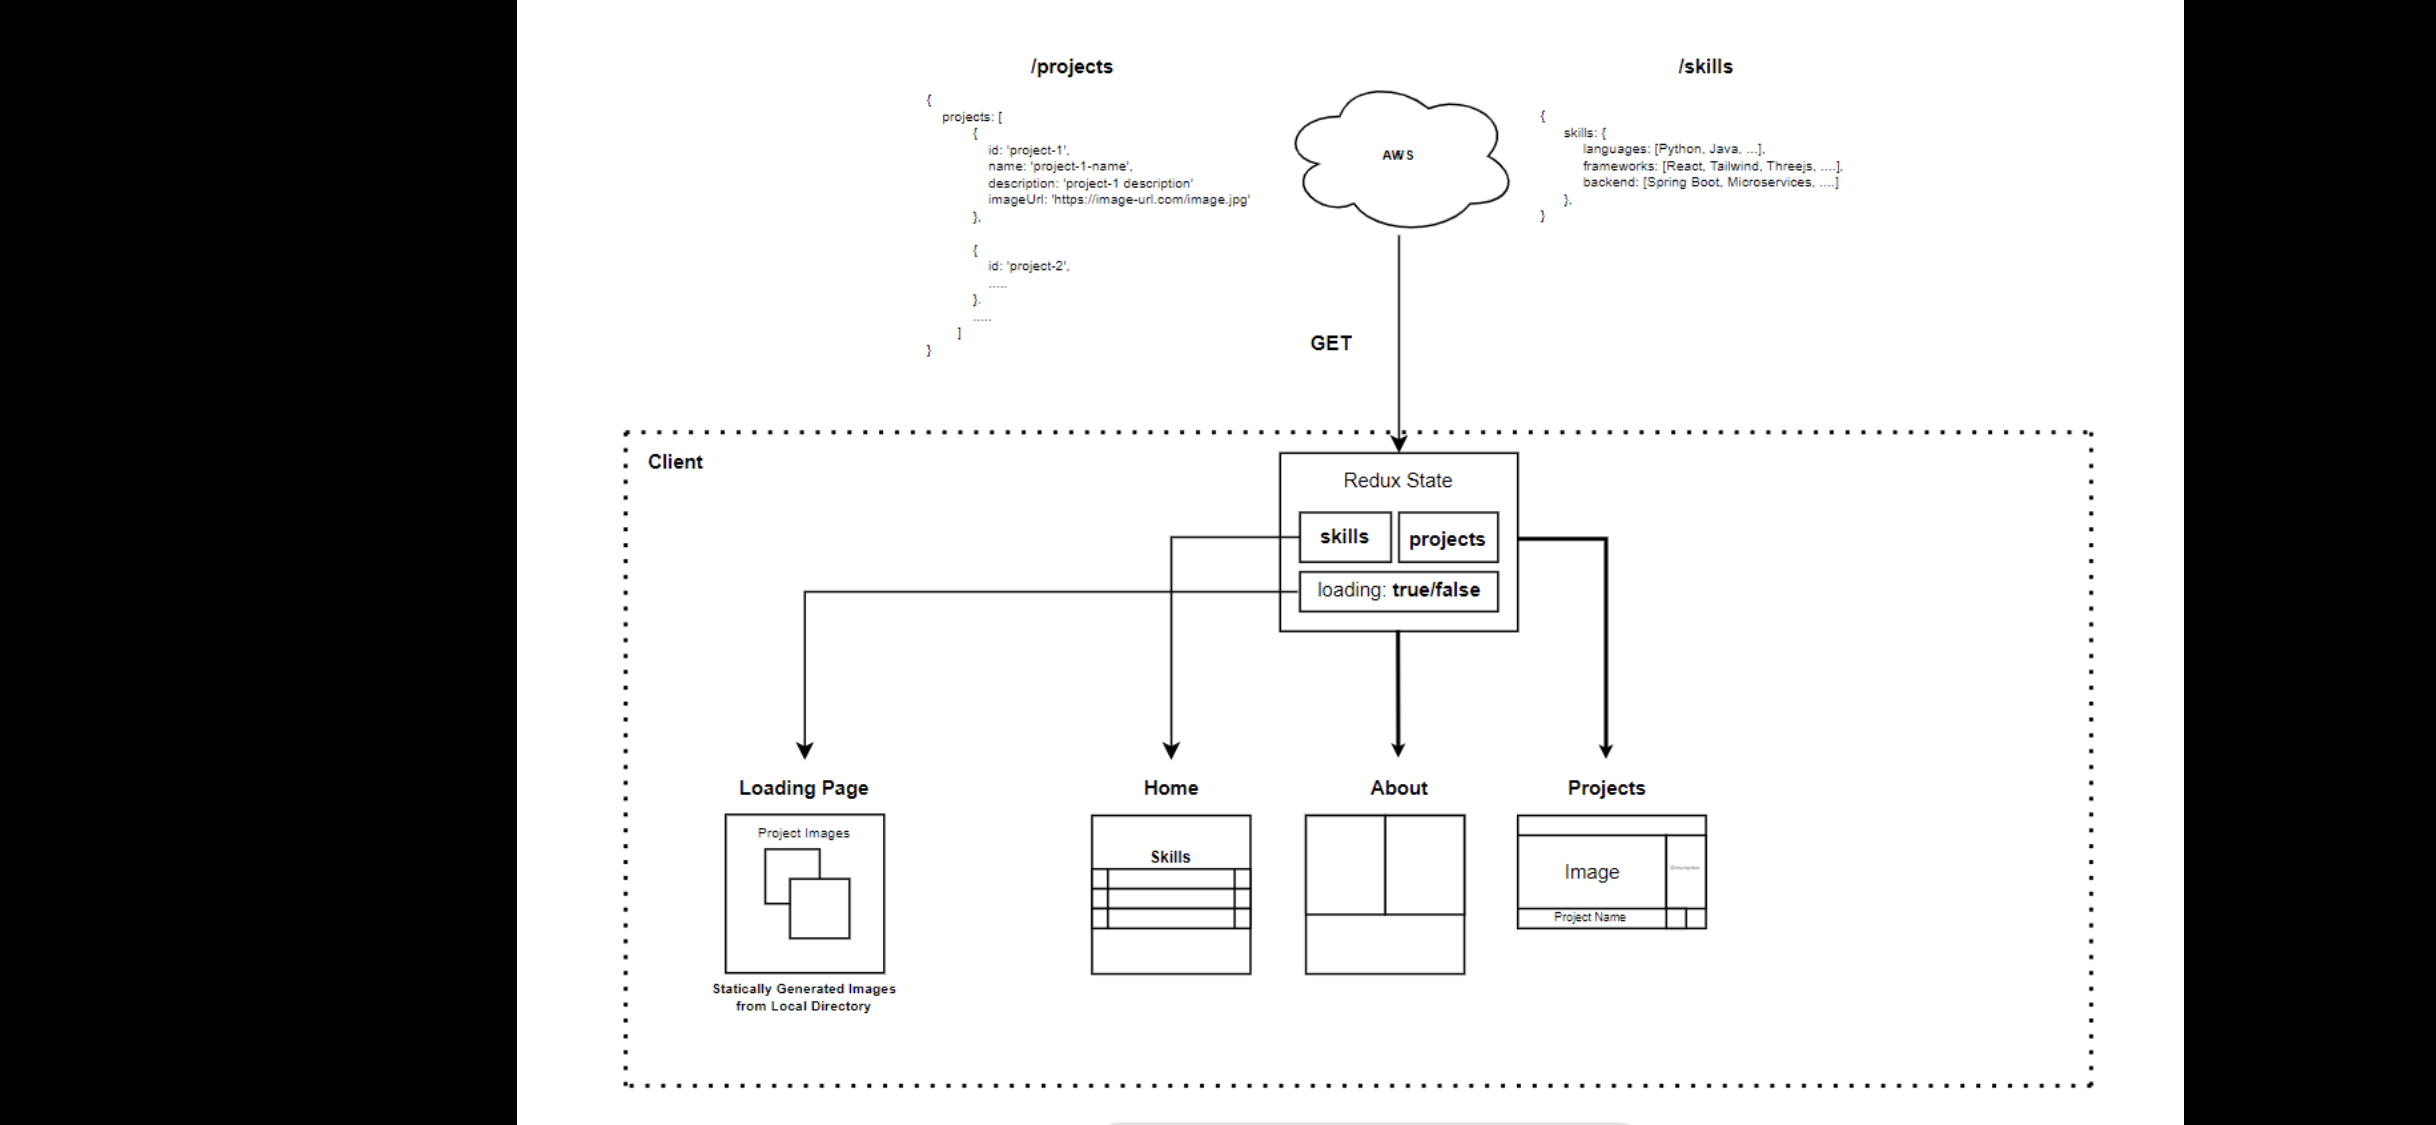 /projects
{
projects: [
{
id: 'project-1',
name: 'project-1-name',
description: 'project-1 description'
imageUrl: 'https://image-url.com/image.jpg'
},
{
id: 'project-2',
.....
},
.....
]
}
AWS
/skills
{
skills: {
languages: [Python, Java, ...],
frameworks: [React, Tailwind, Threejs, ....],
backend: [Spring Boot, Microservices, ....]
},
}
GET
Client
Redux State
skills
projects
loading: true/false
Loading Page
Project Images
Statically Generated Images
from Local Directory
Home
Skills
About
Projects
Image
Description
Project Name